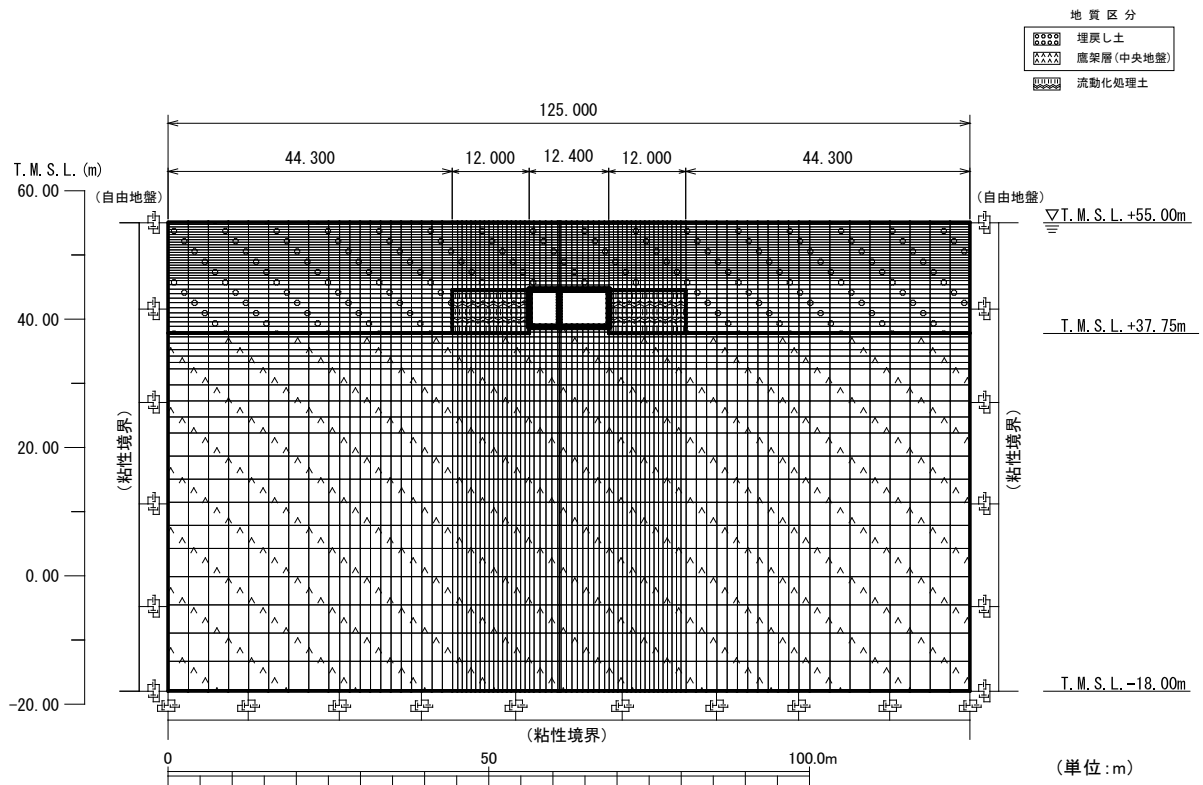 地質区分
埋戻し土
鷹架層(中央地盤)
流動化処理土
125.000
44.300 12.000 12.400 12.000 44.300
T.M.S.L.(m)
60.00
40.00
20.00
0.00
-20.00
(自由地盤)
(自由地盤)
▽T.M.S.L.+55.00m
T.M.S.L.+37.75m
T.M.S.L.-18.00m
(粘性境界)
(粘性境界)
(粘性境界)
0 50 100.0m
(単位:m)